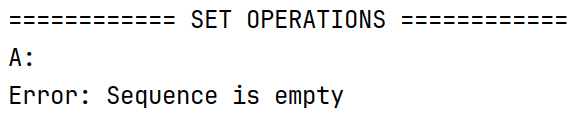 ============ SET OPERATIONS ============
A:
Error: Sequence is empty